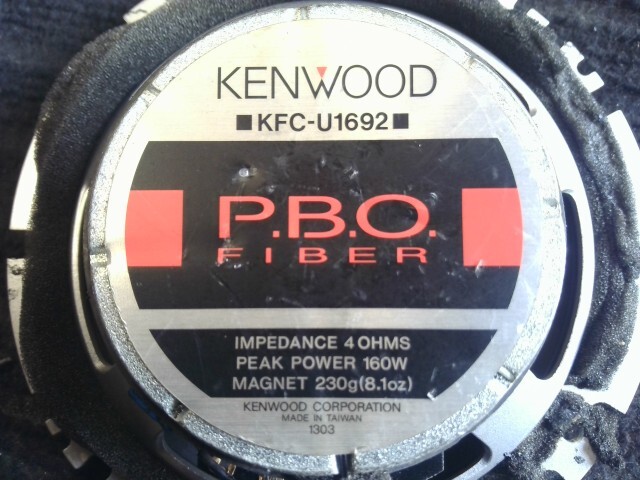 KENWOOD
■KFC-U1692■
P.B.O.
FIBER
IMPEDANCE 4 OHMS
PEAK POWER 160W
MAGNET 230g(8.1oz)
KENWOOD CORPORATION
MADE IN TAIWAN
1303